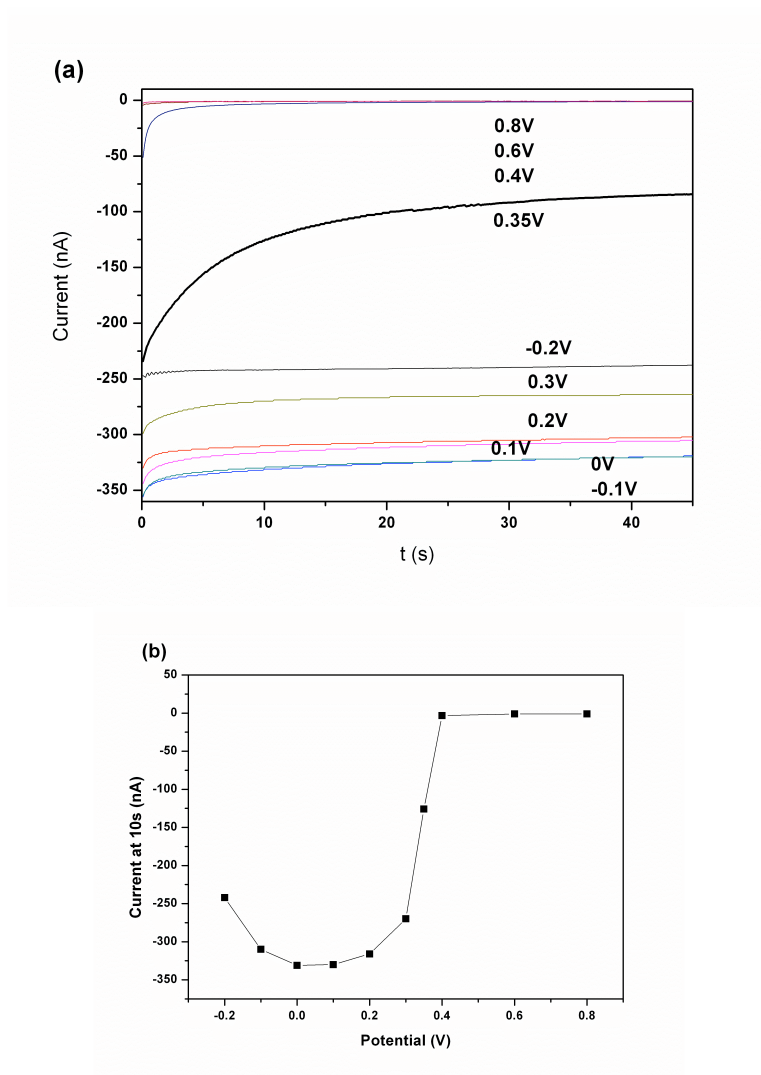 (a)
0
-50
-100
-150
-200
-250
-300
-350
Current (nA)
0.8V
0.6V
0.4V
0.35V
-0.2V
0.3V
0.2V
0.1V
0V
-0.1V
0 10 20 30 40
t (s)
(b)
50
0
-50
-100
-150
-200
-250
-300
-350
Current at 10s (nA)
-0.2 0.0 0.2 0.4 0.6 0.8
Potential (V)